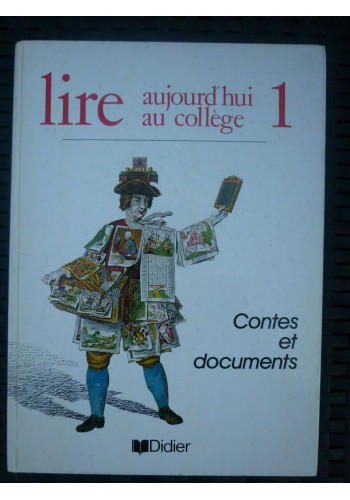 lire aujourd'hui au collège 1
Contes
et
documents
Didier